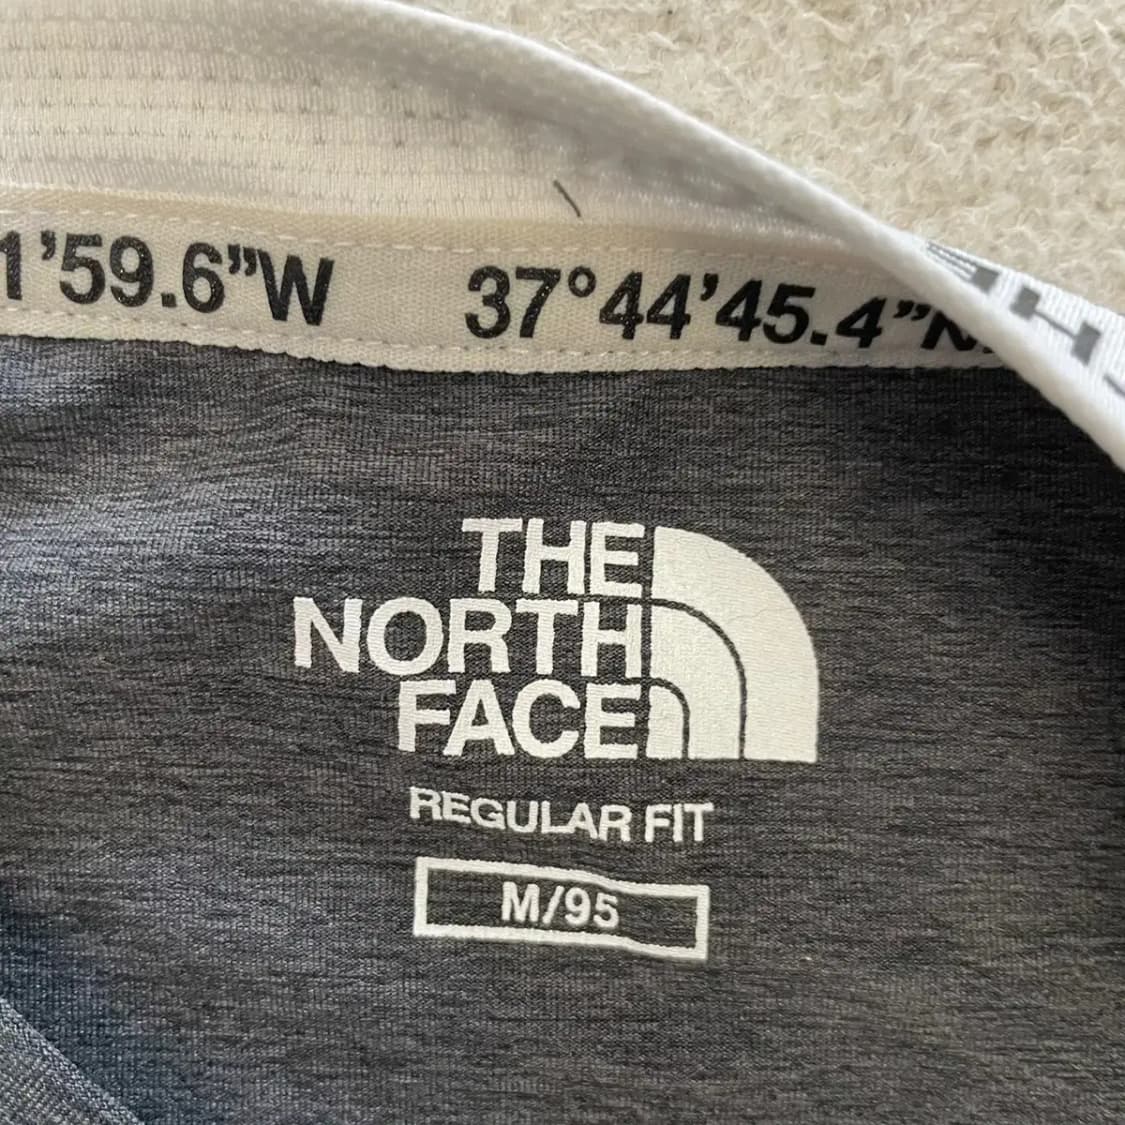 1’59.6”W 37°44’45.4”N
THE
NORTH
FACE
REGULAR FIT
M/95